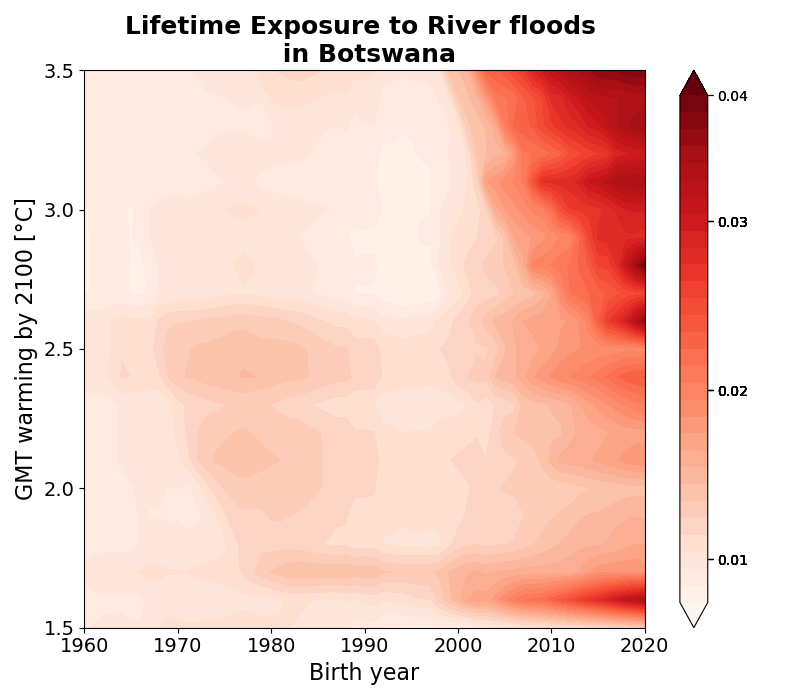 Lifetime Exposure to River floods
in Botswana
GMT warming by 2100 [°C]
3.5
3.0
2.5
2.0
1.5
1960 1970 1980 1990 2000 2010 2020
Birth year
0.04
0.03
0.02
0.01